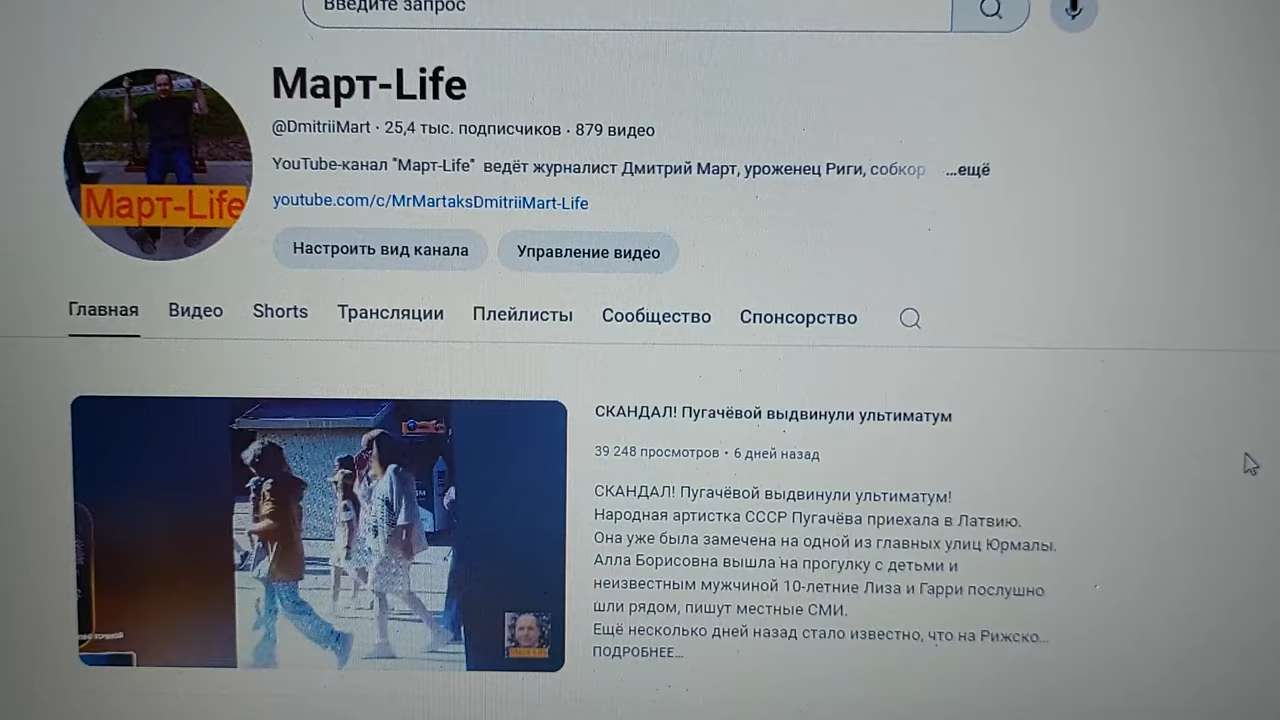 Введите запрос
Март-Life
@DmitriiMart · 25,4 тыс. подписчиков · 879 видео
YouTube-канал "Март-Life" ведёт журналист Дмитрий Март, уроженец Риги, собкор ...ещё
youtube.com/c/MrMartaksDmitriiMart-Life
Настроить вид канала
Управление видео
Главная Видео Shorts Трансляции Плейлисты Сообщество Спонсорство
СКАНДАЛ! Пугачёвой выдвинули ультиматум
39 248 просмотров · 6 дней назад
СКАНДАЛ! Пугачёвой выдвинули ультиматум!
Народная артистка СССР Пугачёва приехала в Латвию.
Она уже была замечена на одной из главных улиц Юрмалы.
Алла Борисовна вышла на прогулку с детьми и
неизвестным мужчиной 10-летние Лиза и Гарри послушно
шли рядом, пишут местные СМИ.
Ещё несколько дней назад стало известно, что на Рижско...
ПОДРОБНЕЕ...
Март-Life